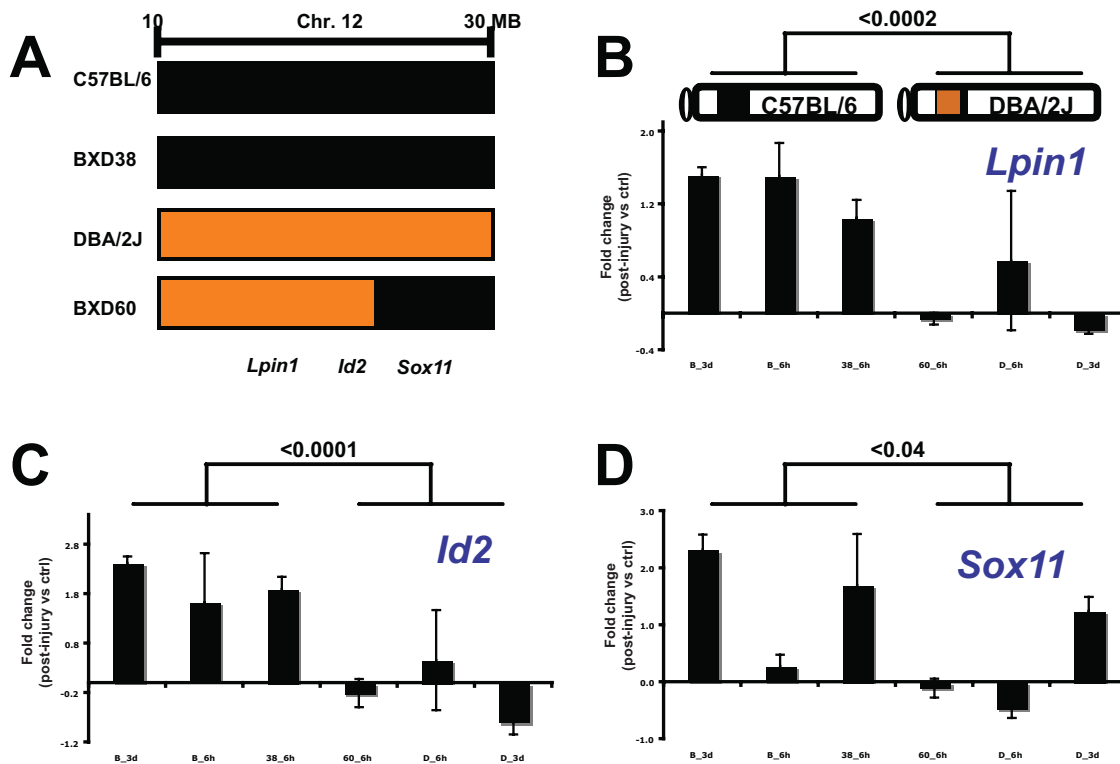 A
10 Chr. 12 30 MB
C57BL/6
BXD38
DBA/2J
BXD60
Lpin1 Id2 Sox11
B
<0.0002
C57BL/6 DBA/2J
Lpin1
Fold change
(post-injury vs ctrl)
2.0
1.2
0.4
-0.4
B_3d B_6h 38_6h 60_6h D_6h D_3d
C
<0.0001
Id2
Fold change
(post-injury vs ctrl)
2.8
1.8
0.8
-0.2
-1.2
B_3d B_6h 38_6h 60_6h D_6h D_3d
D
<0.04
Sox11
Fold change
(post-injury vs ctrl)
3.0
2.0
1.0
0.0
-1.0
B_3d B_6h 38_6h 60_6h D_6h D_3d